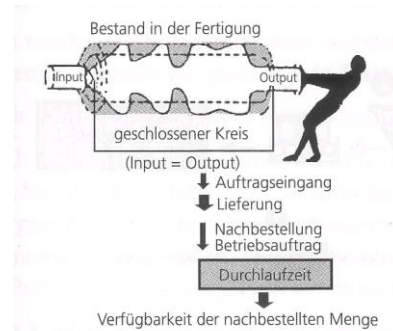 Bestand in der Fertigung
Input
Output
geschlossener Kreis
(Input = Output)
Auftragseingang
Lieferung
Nachbestellung
Betriebsauftrag
Durchlaufzeit
Verfügbarkeit der nachbestellten Menge